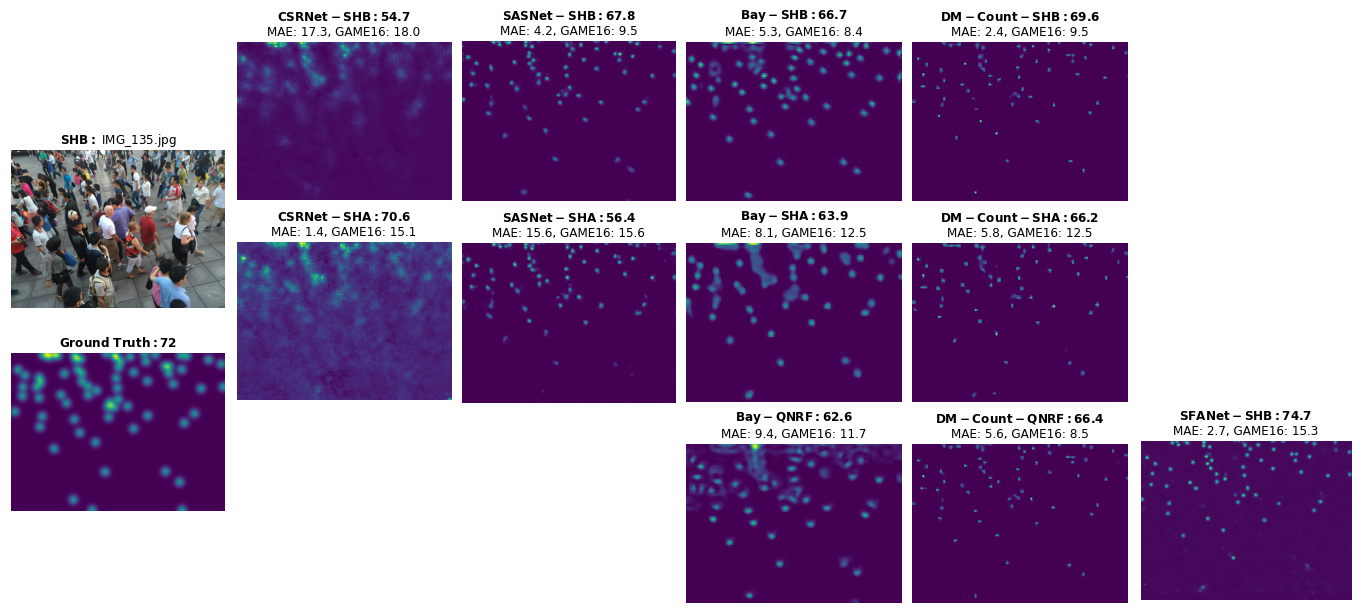 SHB: IMG_135.jpg
Ground Truth: 72
CSRNet-SHB: 54.7
MAE: 17.3, GAME16: 18.0
SASNet-SHB: 67.8
MAE: 4.2, GAME16: 9.5
Bay-SHB: 66.7
MAE: 5.3, GAME16: 8.4
DM-Count-SHB: 69.6
MAE: 2.4, GAME16: 9.5
CSRNet-SHA: 70.6
MAE: 1.4, GAME16: 15.1
SASNet-SHA: 56.4
MAE: 15.6, GAME16: 15.6
Bay-SHA: 63.9
MAE: 8.1, GAME16: 12.5
DM-Count-SHA: 66.2
MAE: 5.8, GAME16: 12.5
Bay-QNRF: 62.6
MAE: 9.4, GAME16: 11.7
DM-Count-QNRF: 66.4
MAE: 5.6, GAME16: 8.5
SFANet-SHB: 74.7
MAE: 2.7, GAME16: 15.3